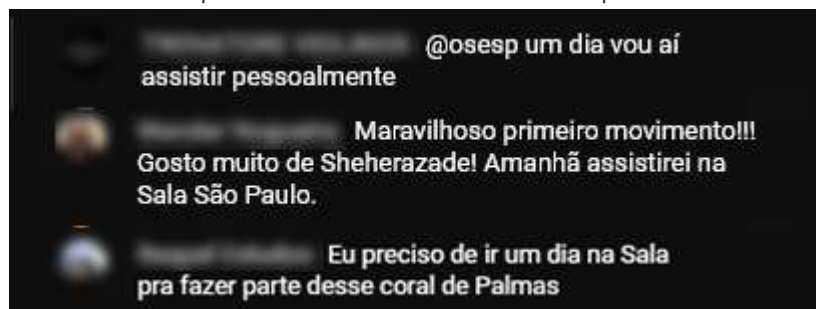 @osesp um dia vou aí
assistir pessoalmente
Maravilhoso primeiro movimento!!!
Gosto muito de Sheherazade! Amanhã assistirei na
Sala São Paulo.
Eu preciso de ir um dia na Sala
pra fazer parte desse coral de Palmas